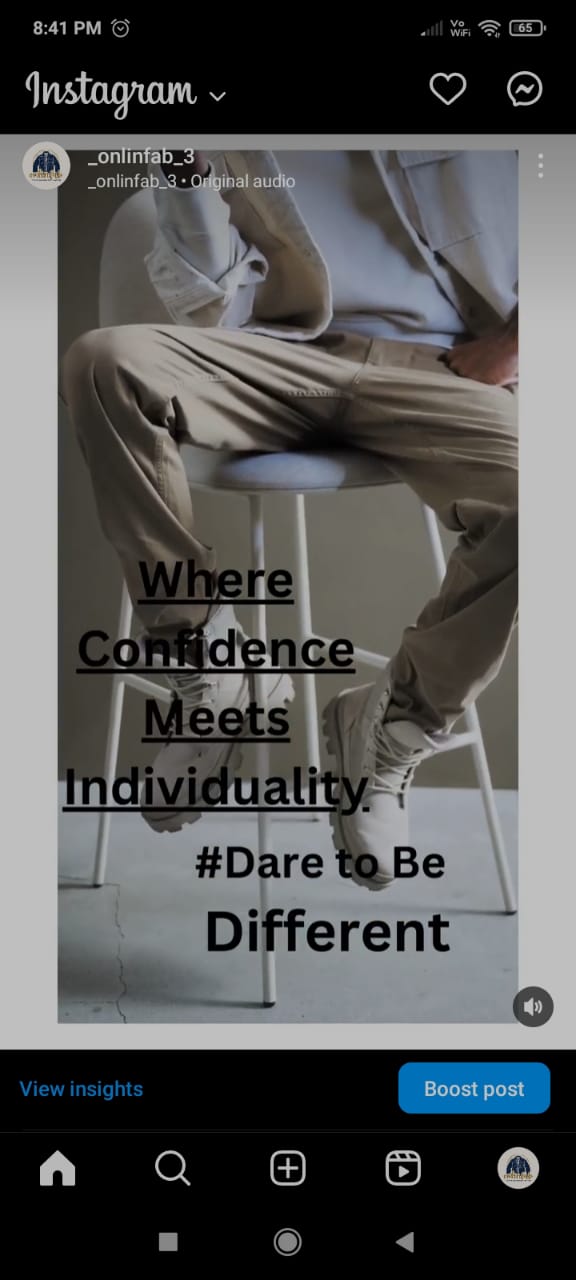 8:41 PM
Vo
WiFi
65
Instagram
_onlinfab_3
_onlinfab_3 • Original audio
Where
Confidence
Meets
Individuality.
#Dare to Be
Different
View insights
Boost post